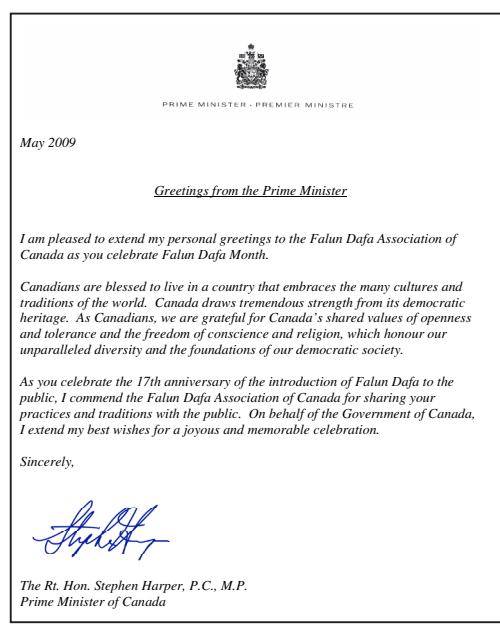 PRIME MINISTER · PREMIER MINISTRE
May 2009
Greetings from the Prime Minister
I am pleased to extend my personal greetings to the Falun Dafa Association of
Canada as you celebrate Falun Dafa Month.
Canadians are blessed to live in a country that embraces the many cultures and
traditions of the world. Canada draws tremendous strength from its democratic
heritage. As Canadians, we are grateful for Canada's shared values of openness
and tolerance and the freedom of conscience and religion, which honour our
unparalleled diversity and the foundations of our democratic society.
As you celebrate the 17th anniversary of the introduction of Falun Dafa to the
public, I commend the Falun Dafa Association of Canada for sharing your
practices and traditions with the public. On behalf of the Government of Canada,
I extend my best wishes for a joyous and memorable celebration.
Sincerely,
The Rt. Hon. Stephen Harper, P.C., M.P.
Prime Minister of Canada